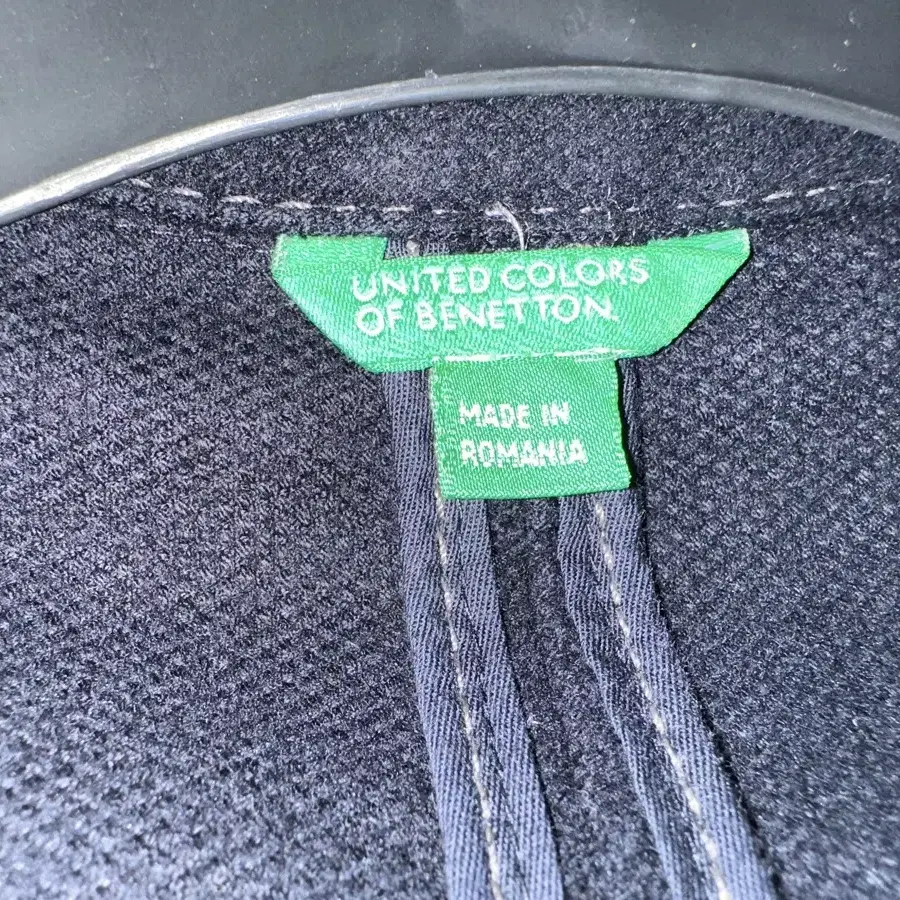 UNITED COLORS
OF BENETTON.
MADE IN
ROMANIA